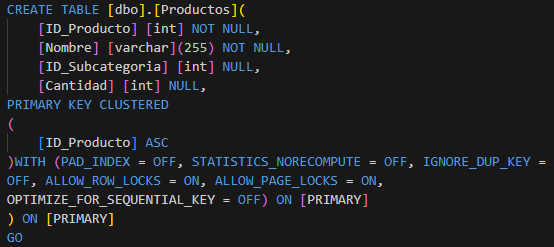 CREATE TABLE [dbo].[Productos](
[ID_Producto] [int] NOT NULL,
[Nombre] [varchar](255) NOT NULL,
[ID_Subcategoria] [int] NULL,
[Cantidad] [int] NULL,
PRIMARY KEY CLUSTERED
(
[ID_Producto] ASC
)WITH (PAD_INDEX = OFF, STATISTICS_NORECOMPUTE = OFF, IGNORE_DUP_KEY =
OFF, ALLOW_ROW_LOCKS = ON, ALLOW_PAGE_LOCKS = ON,
OPTIMIZE_FOR_SEQUENTIAL_KEY = OFF) ON [PRIMARY]
) ON [PRIMARY]
GO